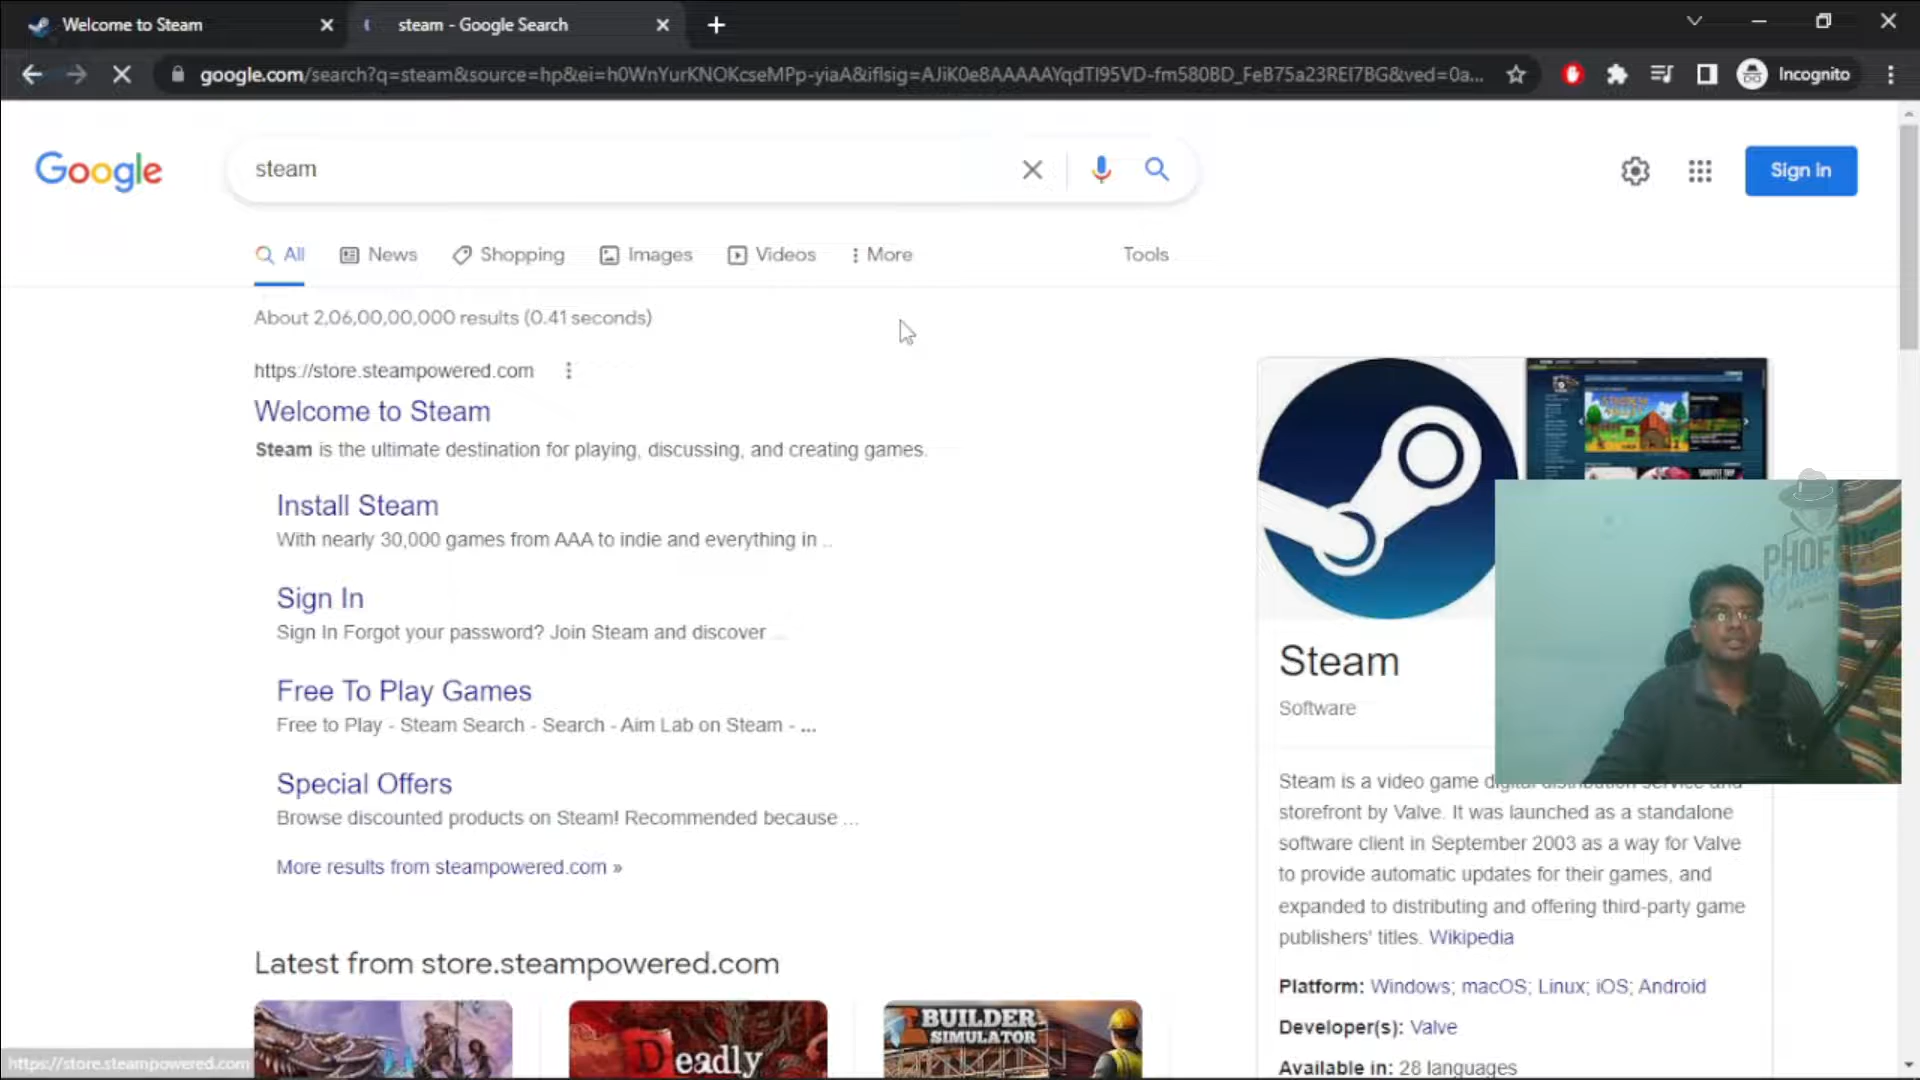 Welcome to Steam
steam - Google Search
google.com/search?q=steam&source=hp&ei=h0WnYurKNOKcseMPp-yiaA&iflsig=AJiK0e8AAAAAYqdTI95VD-fm580BD_FeB75a23REI7BG&ved=0a...
Incognito
Google
steam
Sign in
All
News
Shopping
Images
Videos
More
Tools
About 2,06,00,00,000 results (0.41 seconds)
https://store.steampowered.com
Welcome to Steam
Steam is the ultimate destination for playing, discussing, and creating games.
Install Steam
With nearly 30,000 games from AAA to indie and everything in ..
Sign In
Sign In Forgot your password? Join Steam and discover ...
Free To Play Games
Free to Play - Steam Search - Search - Aim Lab on Steam - ...
Special Offers
Browse discounted products on Steam! Recommended because ...
More results from steampowered.com »
Latest from store.steampowered.com
Deadly
BUILDER
SIMULATOR
https://store.steampowered.com
Steam
Software
Steam is a video game digital distribution service and
storefront by Valve. It was launched as a standalone
software client in September 2003 as a way for Valve
to provide automatic updates for their games, and
expanded to distributing and offering third-party game
publishers' titles. Wikipedia
Platform: Windows; macOS; Linux; iOS; Android
Developer(s): Valve
Available in: 28 languages